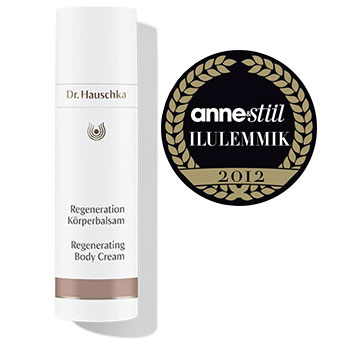 Dr. Hauschka
Regeneration
Körperbalsam
Regenerating
Body Cream
anne&stiil
ILULEMMIK
2012